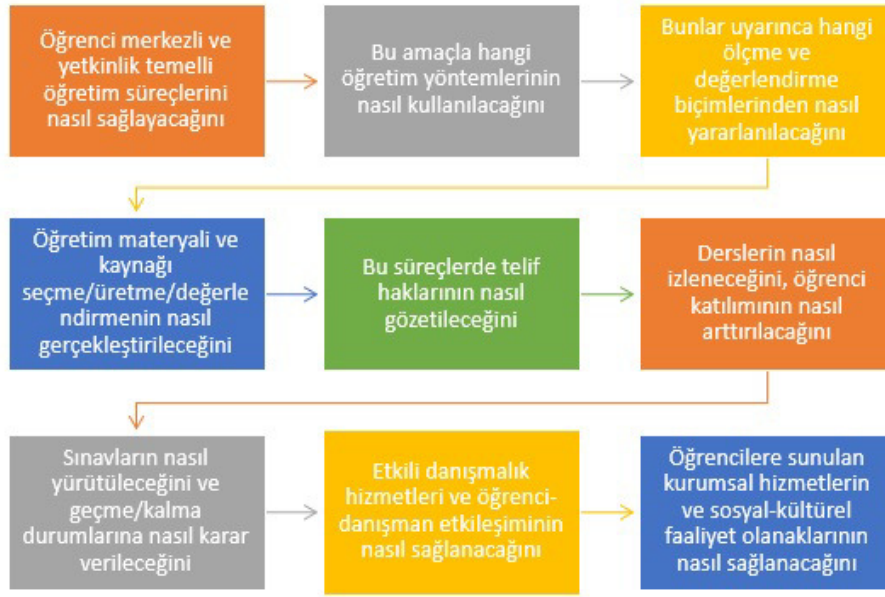 Öğrenci merkezli ve
yetkinlik temelli
öğretim süreçlerini
nasıl sağlayacağını
Bu amaçla hangi
öğretim yöntemlerinin
nasıl kullanılacağını
Bunlar uyarınca hangi
ölçme ve
değerlendirme
biçimlerinden nasıl
yararlanılacağını
Öğretim materyali ve
kaynağı
seçme/üretme/değerle
ndirmenin nasıl
gerçekleştirileceğini
Bu süreçlerde telif
haklarının nasıl
gözetileceğini
Derslerin nasıl
izleneceğini, öğrenci
katılımının nasıl
arttırılacağını
Sınavların nasıl
yürütüleceğini ve
geçme/kalma
durumlarına nasıl karar
verileceğini
Etkili danışmalık
hizmetleri ve öğrenci-
danışman etkileşiminin
nasıl sağlanacağını
Öğrencilere sunulan
kurumsal hizmetlerin
ve sosyal-kültürel
faaliyet olanaklarının
nasıl sağlanacağını